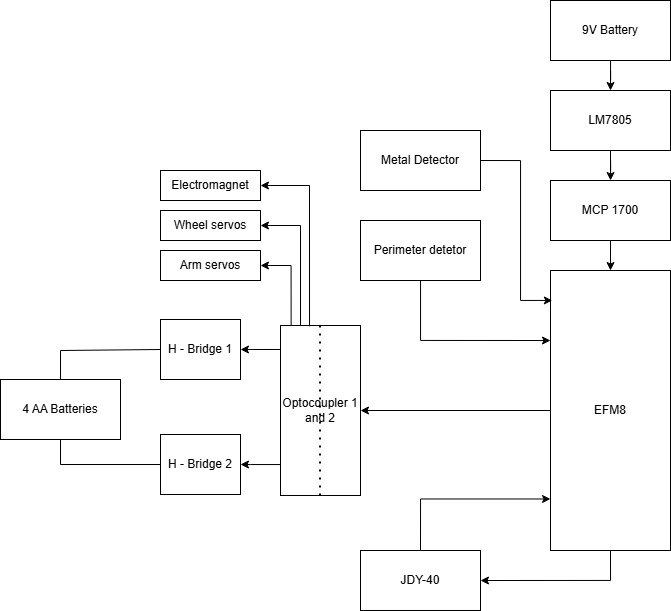 9V Battery
LM7805
Metal Detector
MCP 1700
Electromagnet
Wheel servos
Perimeter detetor
Arm servos
H - Bridge 1
4 AA Batteries
Optocoupler 1
and 2
EFM8
H - Bridge 2
JDY-40